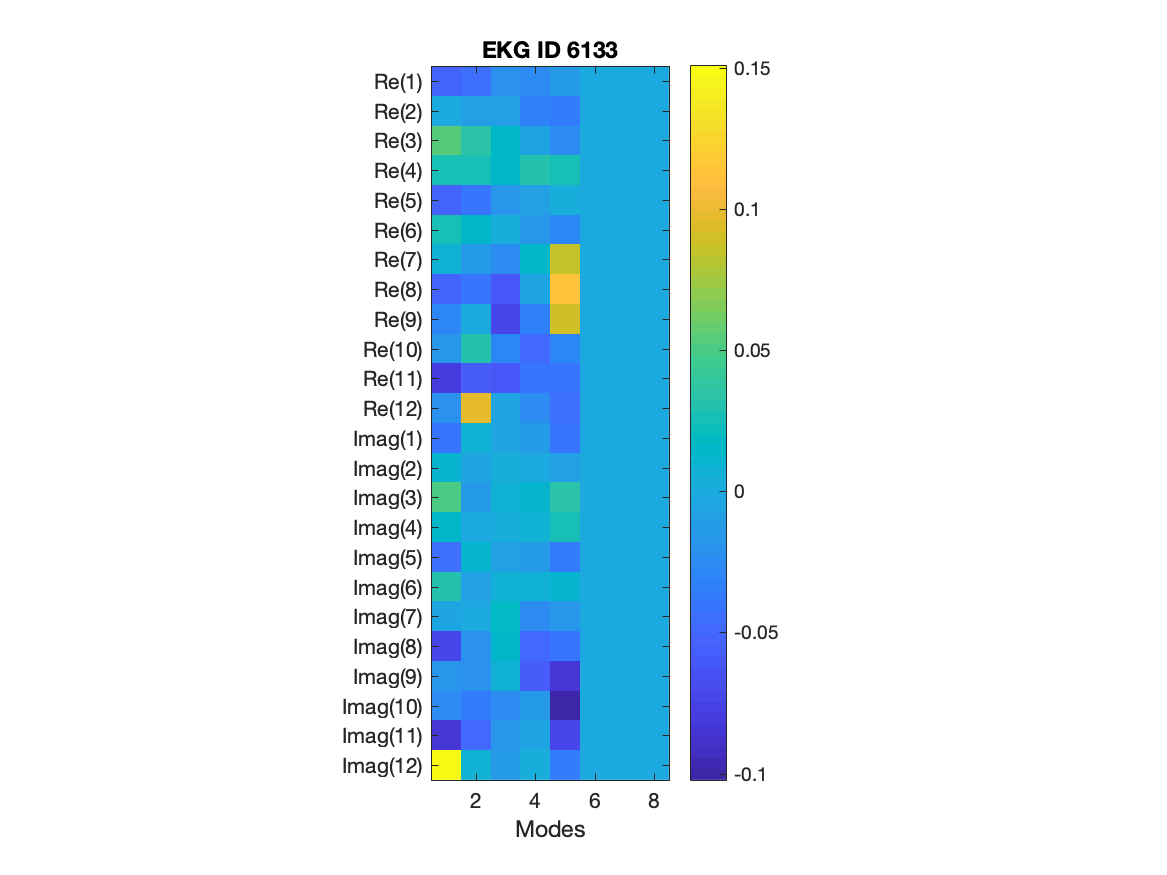 EKG ID 6133
Re(1)
Re(2)
Re(3)
Re(4)
Re(5)
Re(6)
Re(7)
Re(8)
Re(9)
Re(10)
Re(11)
Re(12)
Imag(1)
Imag(2)
Imag(3)
Imag(4)
Imag(5)
Imag(6)
Imag(7)
Imag(8)
Imag(9)
Imag(10)
Imag(11)
Imag(12)
2 4 6 8
Modes
0.15
0.1
0.05
0
-0.05
-0.1